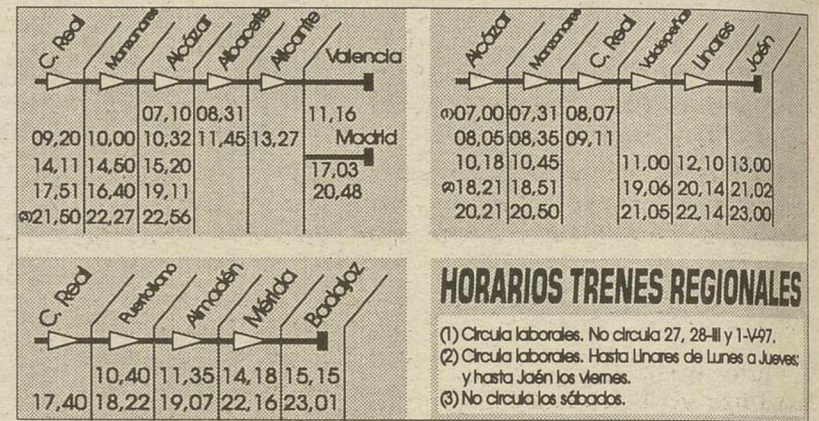 C. Real Manzanares Alcázar Albacete Alicante Valencia
07,10 08,31 11,16
09,20 10,00 10,32 11,45 13,27 Madrid
14,11 14,50 15,20 17,03
17,51 16,40 19,11 20,48
(3)21,50 22,27 22,56
Alcázar Manzanares C. Real Valdepeñas Linares Jaén
(1)07,00 07,31 08,07
08,05 08,35 09,11
10,18 10,45 11,00 12,10 13,00
(2)18,21 18,51 19,06 20,14 21,02
20,21 20,50 21,05 22,14 23,00
C. Real Puertollano Almadén Mérida Badajoz
10,40 11,35 14,18 15,15
17,40 18,22 19,07 22,16 23,01
HORARIOS TRENES REGIONALES
(1) Circula laborales. No circula 27, 28-III y 1-V-97.
(2) Circula laborales. Hasta Linares de Lunes a Jueves;
y hasta Jaén los viernes.
(3) No circula los sábados.